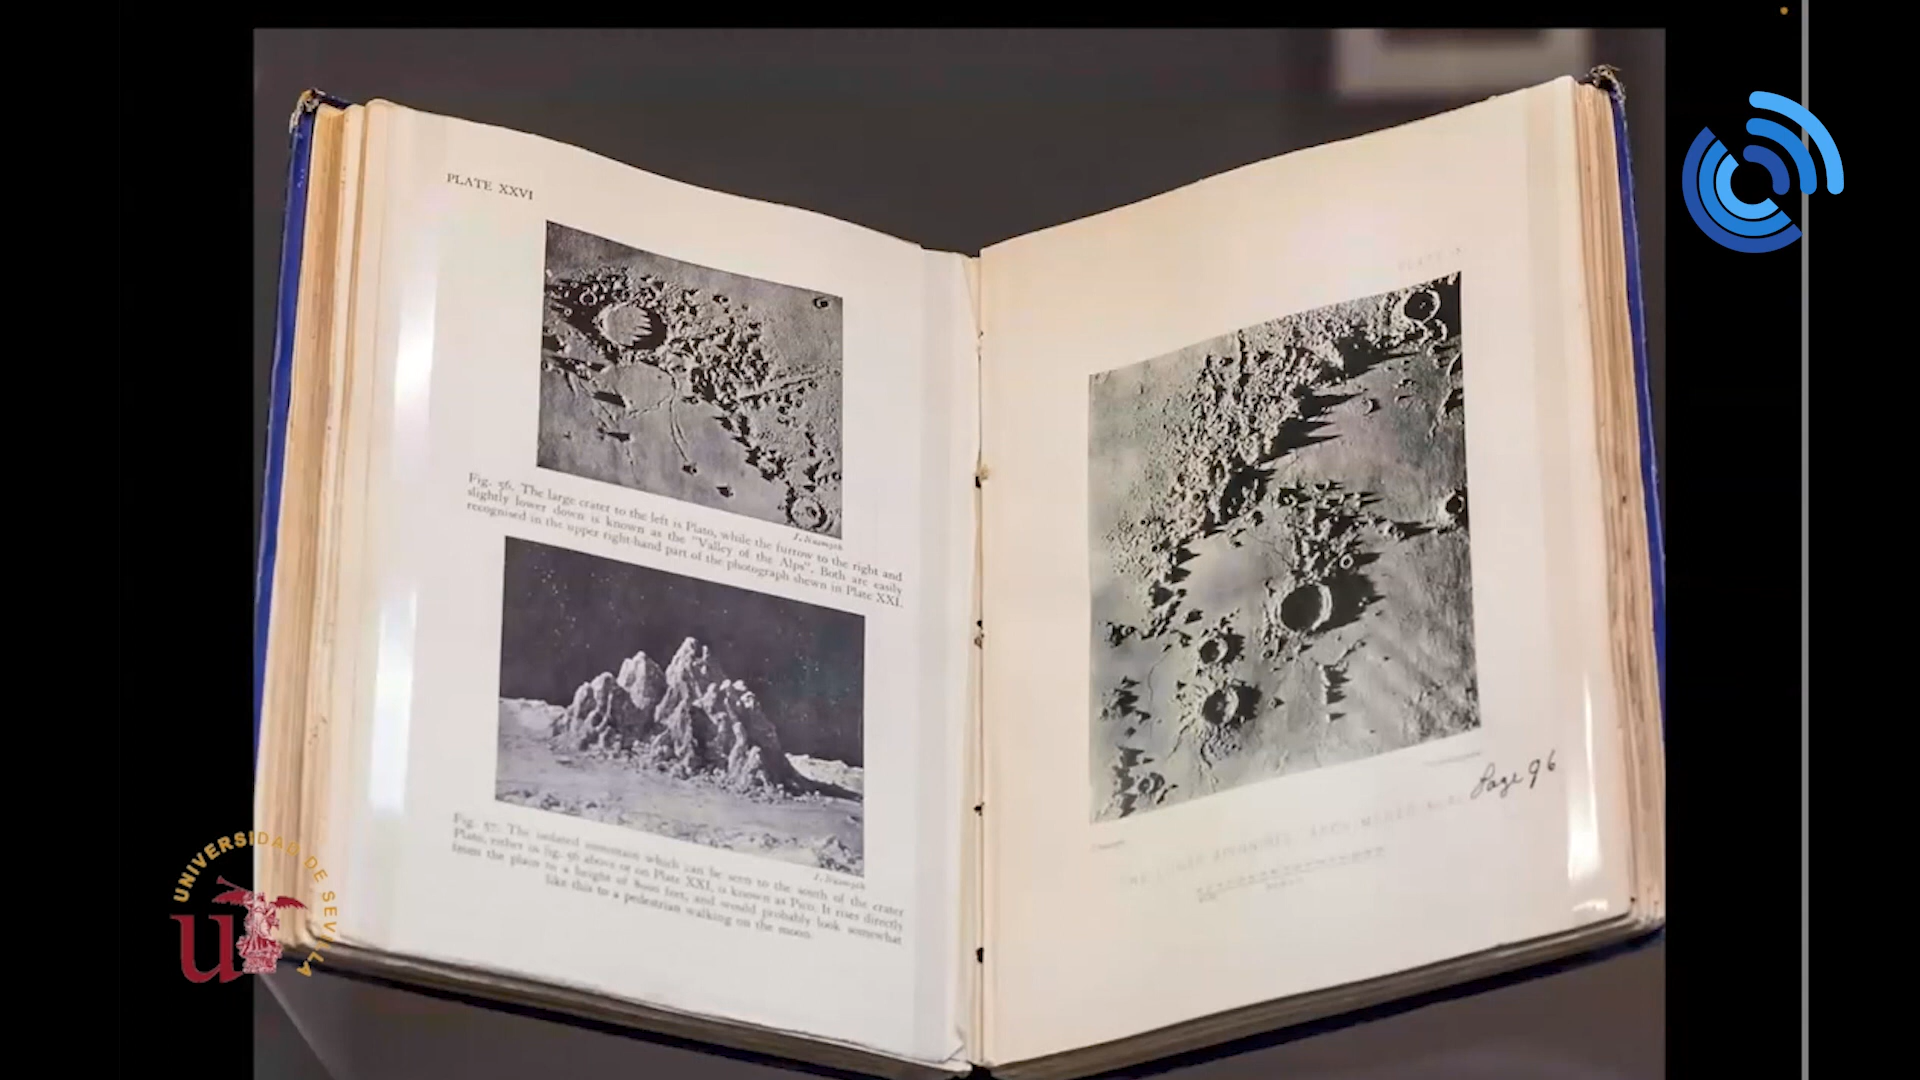 PLATE XXVI
J. Nasmyth
Fig. 56. The large crater to the left is Plato, while the furrow to the right and
slightly lower down is known as the "Valley of the Alps". Both are easily
recognised in the upper right-hand part of the photograph shewn in Plate XXI.
J. Nasmyth
Fig. 57. The isolated mountain which can be seen to the south of the crater
Plato, either in fig. 56 above or on Plate XXI, is known as Pico. It rises directly
from the plain to a height of 8000 feet, and would probably look somewhat
like this to a pedestrian walking on the moon.
PLATE
Page 96
UNIVERSIDAD DE SEVILLA
u